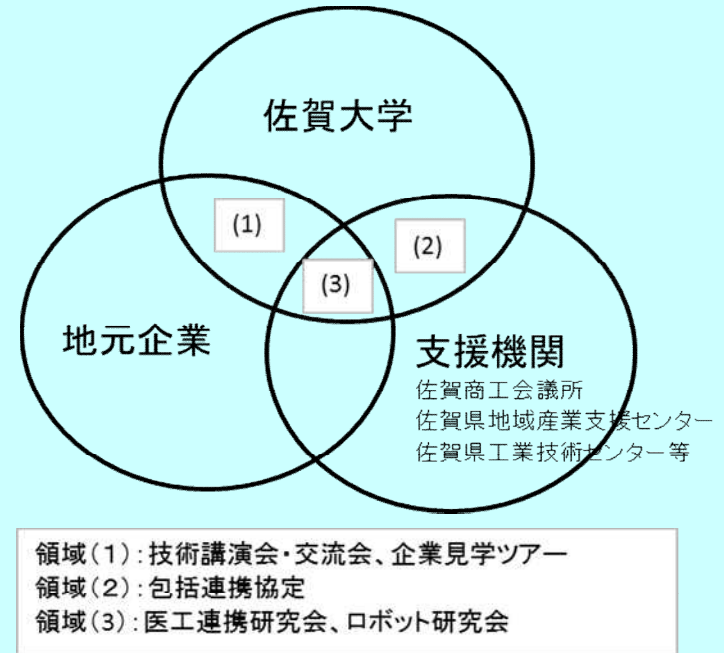 佐賀大学
(1)
(2)
(3)
地元企業
支援機関
佐賀商工会議所
佐賀県地域産業支援センター
佐賀県工業技術センター等
領域(1):技術講演会・交流会、企業見学ツアー
領域(2):包括連携協定
領域(3):医工連携研究会、ロボット研究会